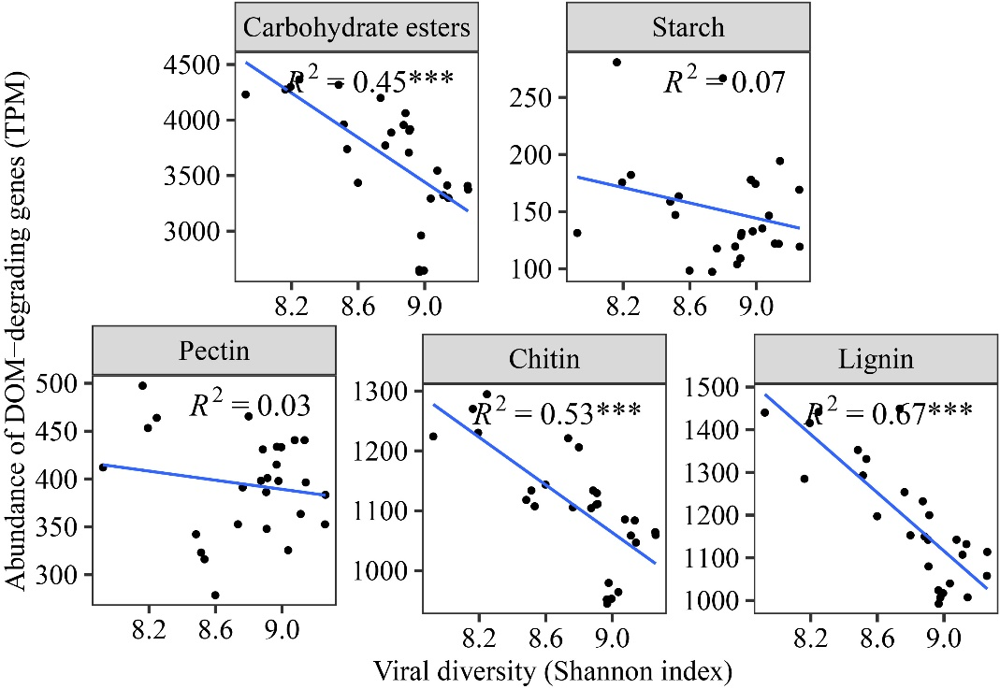 Carbohydrate esters
R² = 0.45***
4500
4000
3500
3000
8.2 8.6 9.0
Starch
R² = 0.07
250
200
150
100
8.2 8.6 9.0
Abundance of DOM−degrading genes (TPM)
Pectin
R² = 0.03
500
450
400
350
300
8.2 8.6 9.0
Chitin
R² = 0.53***
1300
1200
1100
1000
8.2 8.6 9.0
Lignin
R² = 0.67***
1500
1400
1300
1200
1100
1000
8.2 8.6 9.0
Viral diversity (Shannon index)